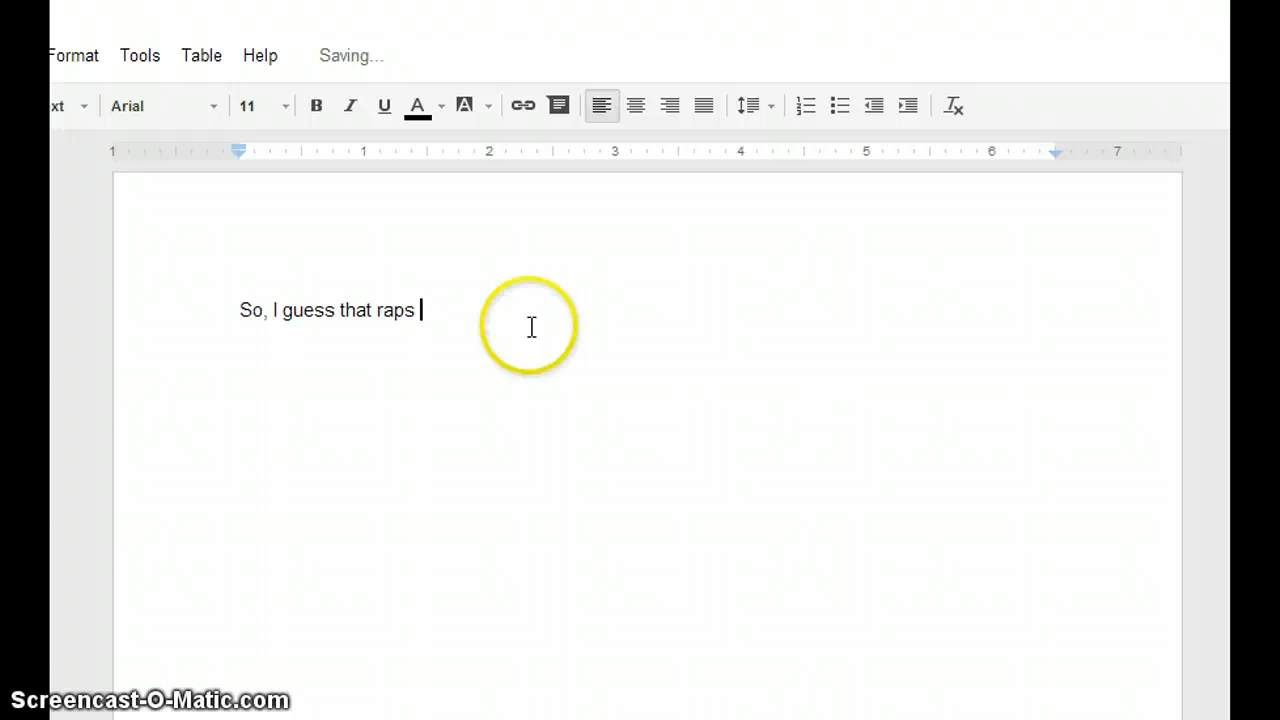 Format Tools Table Help Saving...
xt Arial 11 B I U A A
1 1 2 3 4 5 6 7
So, I guess that raps
Screencast-O-Matic.com